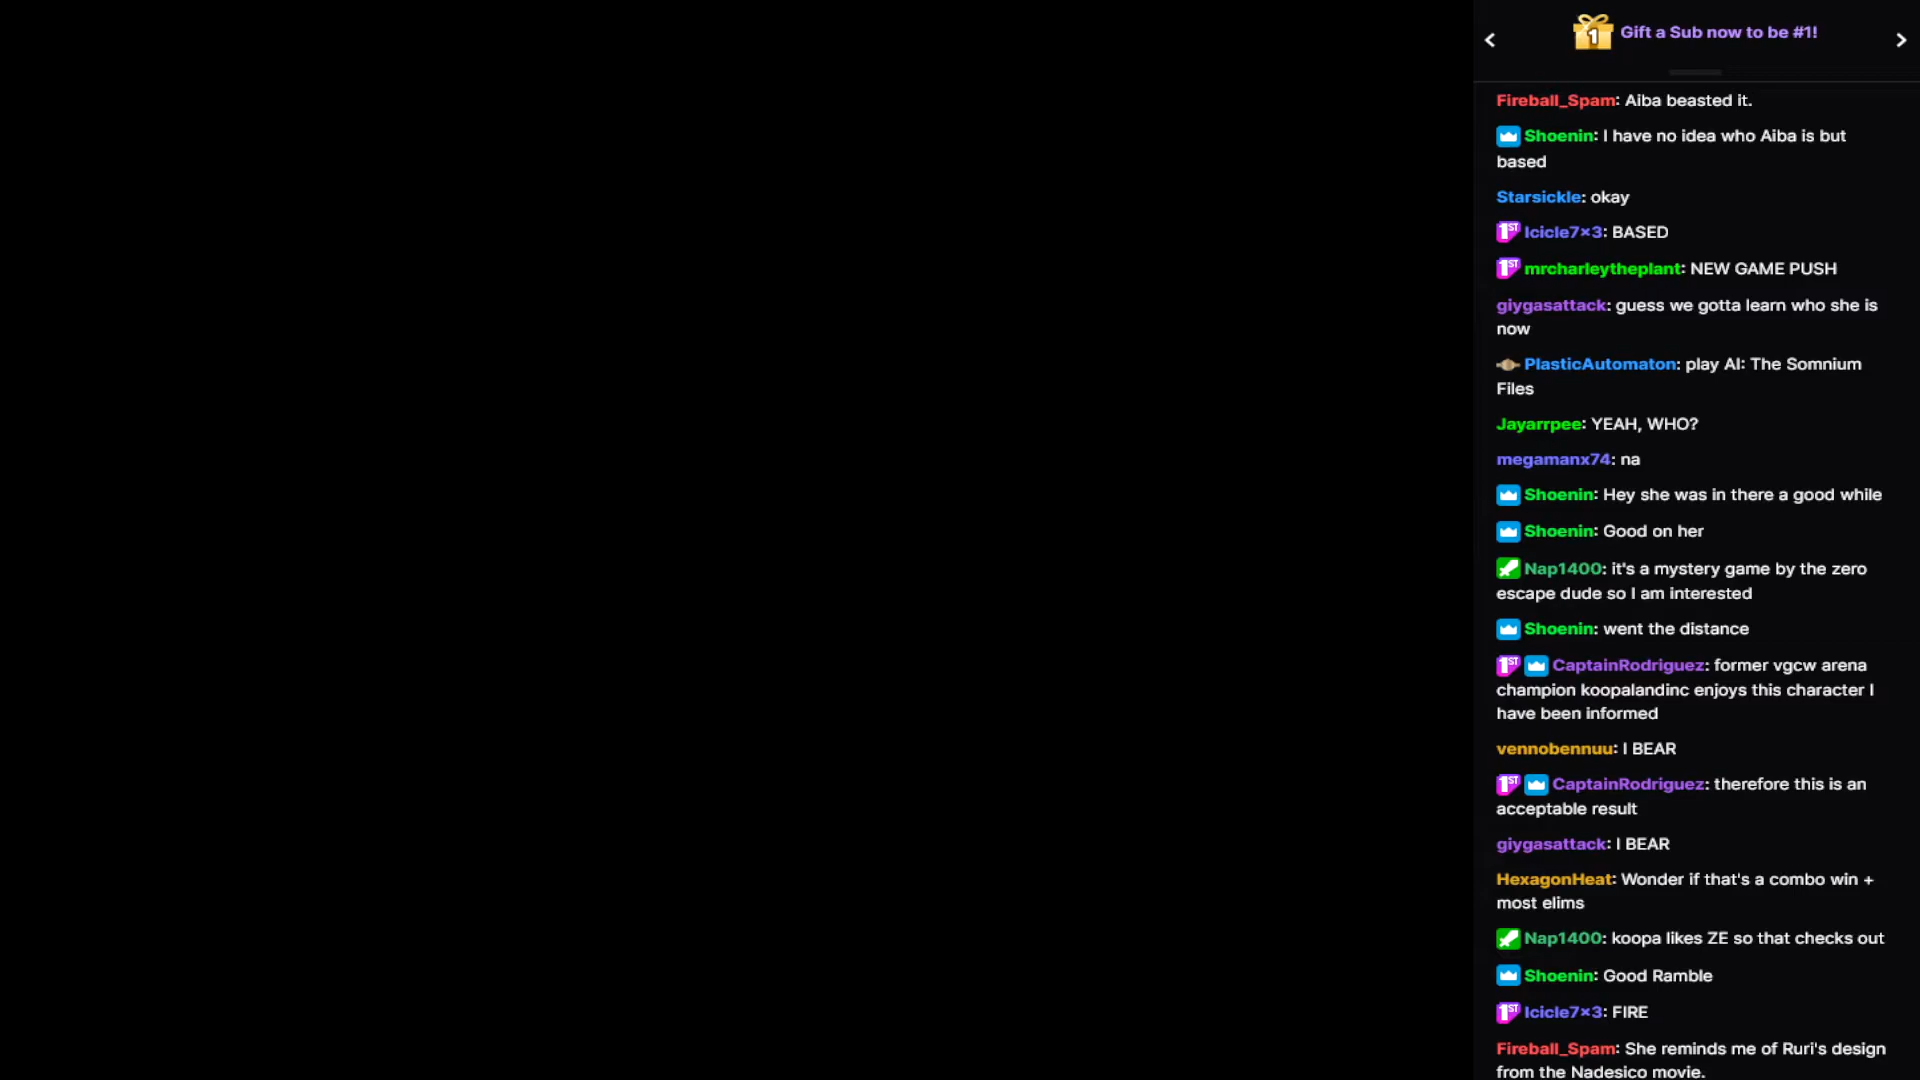 1 Gift a Sub now to be #1!
Fireball_Spam: Aiba beasted it.
Shoenin: I have no idea who Aiba is but
based
Starsickle: okay
1ST Icicle7x3: BASED
1ST mrcharleytheplant: NEW GAME PUSH
giygasattack: guess we gotta learn who she is
now
PlasticAutomaton: play AI: The Somnium
Files
Jayarrpee: YEAH, WHO?
megamanx74: na
Shoenin: Hey she was in there a good while
Shoenin: Good on her
Nap1400: it's a mystery game by the zero
escape dude so I am interested
Shoenin: went the distance
1ST CaptainRodriguez: former vgcw arena
champion koopalandinc enjoys this character I
have been informed
vennobennuu: I BEAR
1ST CaptainRodriguez: therefore this is an
acceptable result
giygasattack: I BEAR
HexagonHeat: Wonder if that's a combo win +
most elims
Nap1400: koopa likes ZE so that checks out
Shoenin: Good Ramble
1ST Icicle7x3: FIRE
Fireball_Spam: She reminds me of Ruri's design
from the Nadesico movie.